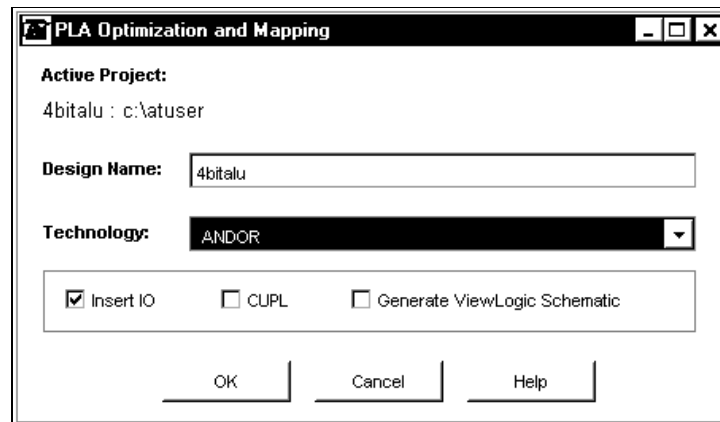 PLA Optimization and Mapping
Active Project:
4bitalu : c:\atuser
Design Name: 4bitalu
Technology: ANDOR
Insert IO CUPL Generate ViewLogic Schematic
OK Cancel Help